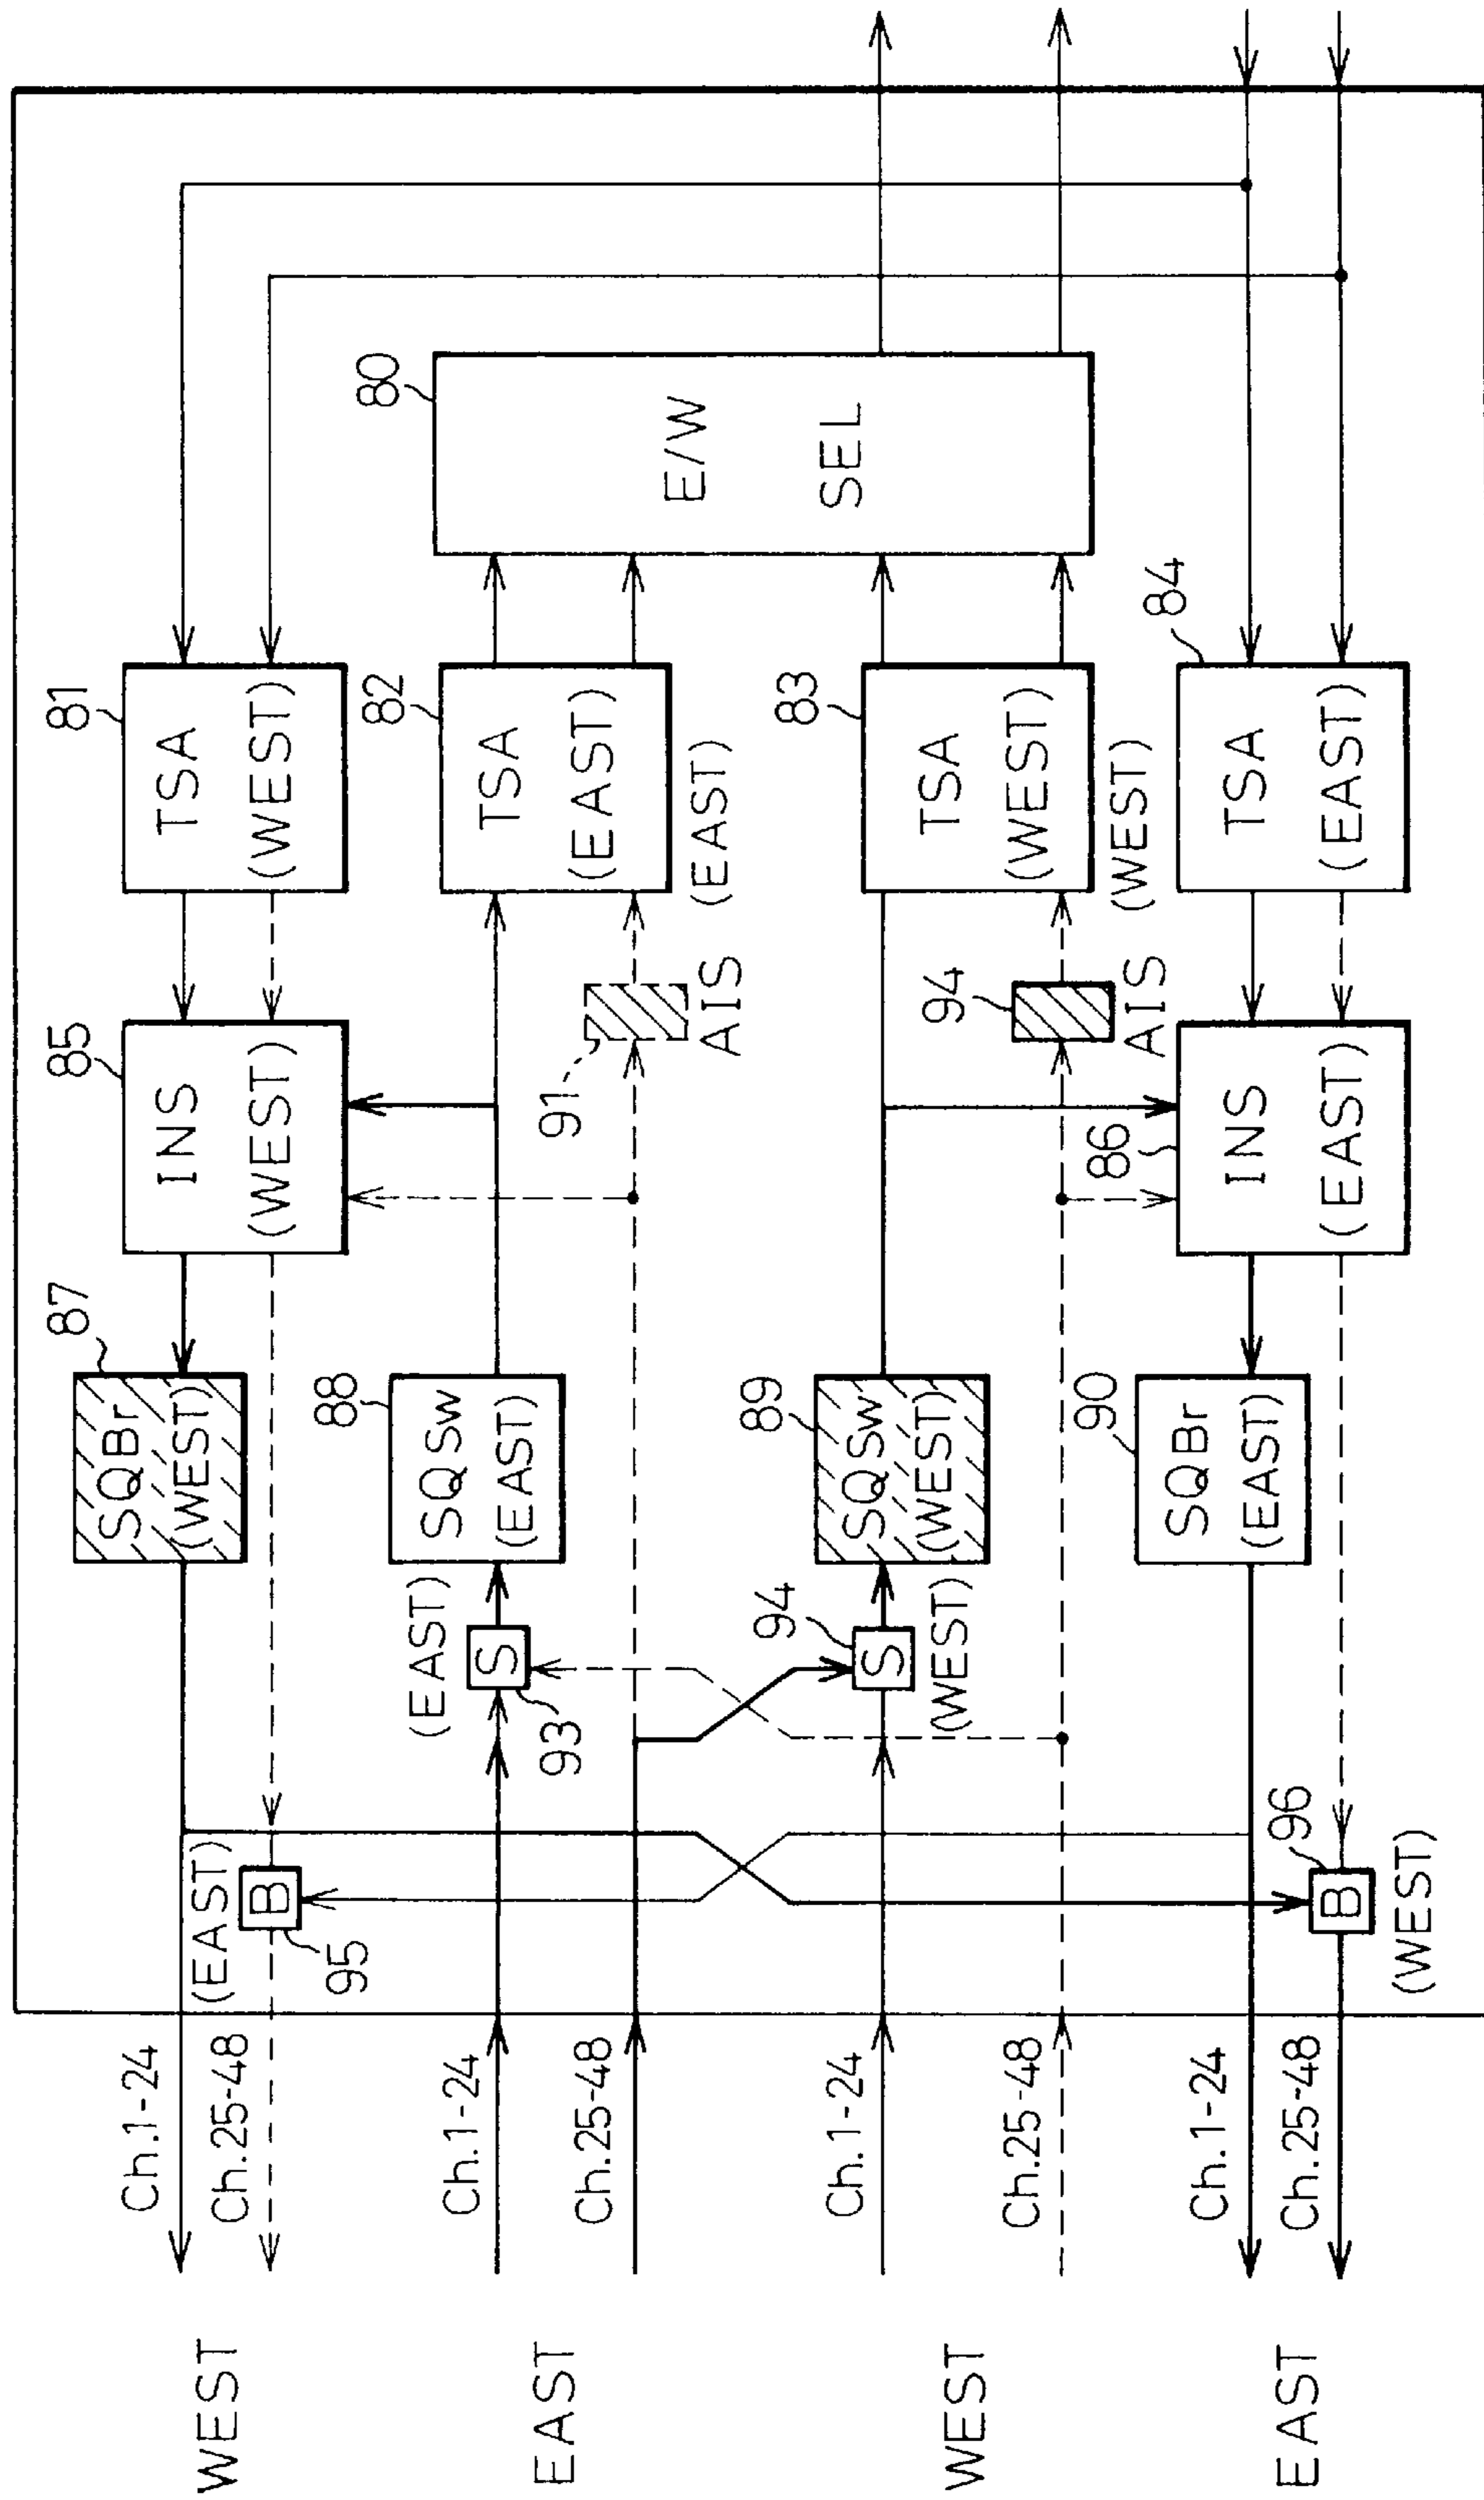 WEST
Ch.1-24
Ch.25-48
(EAST)
B
95
87
SQBr
(WEST)
85
INS
(WEST)
81
TSA
(WEST)
EAST
Ch.1-24
Ch.25-48
(EAST)
S
93
88
SQSw
(EAST)
91
AIS
(EAST)
82
TSA
(EAST)
80
E/W
SEL
WEST
Ch.1-24
Ch.25-48
94
S
(WEST)
89
SQSw
(WEST)
94
AIS
(WEST)
83
TSA
(WEST)
EAST
Ch.1-24
Ch.25-48
96
B
(WEST)
90
SQBr
(EAST)
86
INS
(EAST)
84
TSA
(EAST)